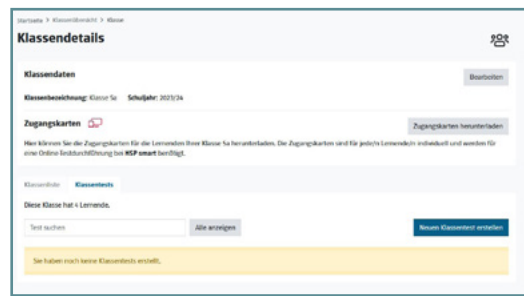 Startseite > Klassenübersicht > Klasse
Klassendetails
Klassendaten
Bearbeiten
Klassenbezeichnung: Klasse 5a Schuljahr: 2023/24
Zugangskarten
Zugangskarten herunterladen
Hier können Sie die Zugangskarten für die Lernenden Ihrer Klasse 5a herunterladen. Die Zugangskarten sind für jede/n Lernende/n individuell und werden für
eine Online-Testdurchführung bei HSP smart benötigt.
Klassenliste Klassentests
Diese Klasse hat 4 Lernende.
Test suchen Alle anzeigen Neuen Klassentest erstellen
Sie haben noch keine Klassentests erstellt.